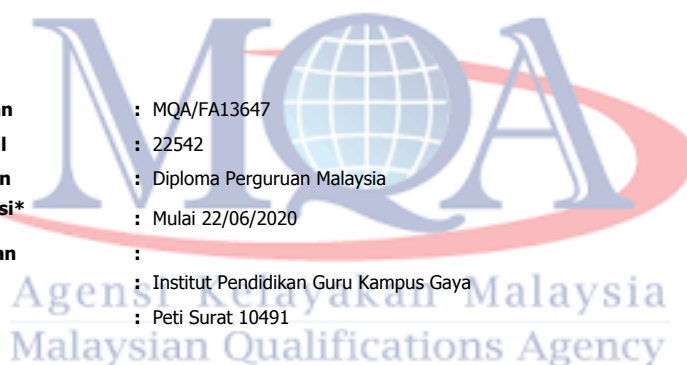 MQA
an : MQA/FA13647
l : 22542
n : Diploma Perguruan Malaysia
si* : Mulai 22/06/2020
an :
: Institut Pendidikan Guru Kampus Gaya
: Peti Surat 10491
Agensi Kelayakan Malaysia
Malaysian Qualifications Agency